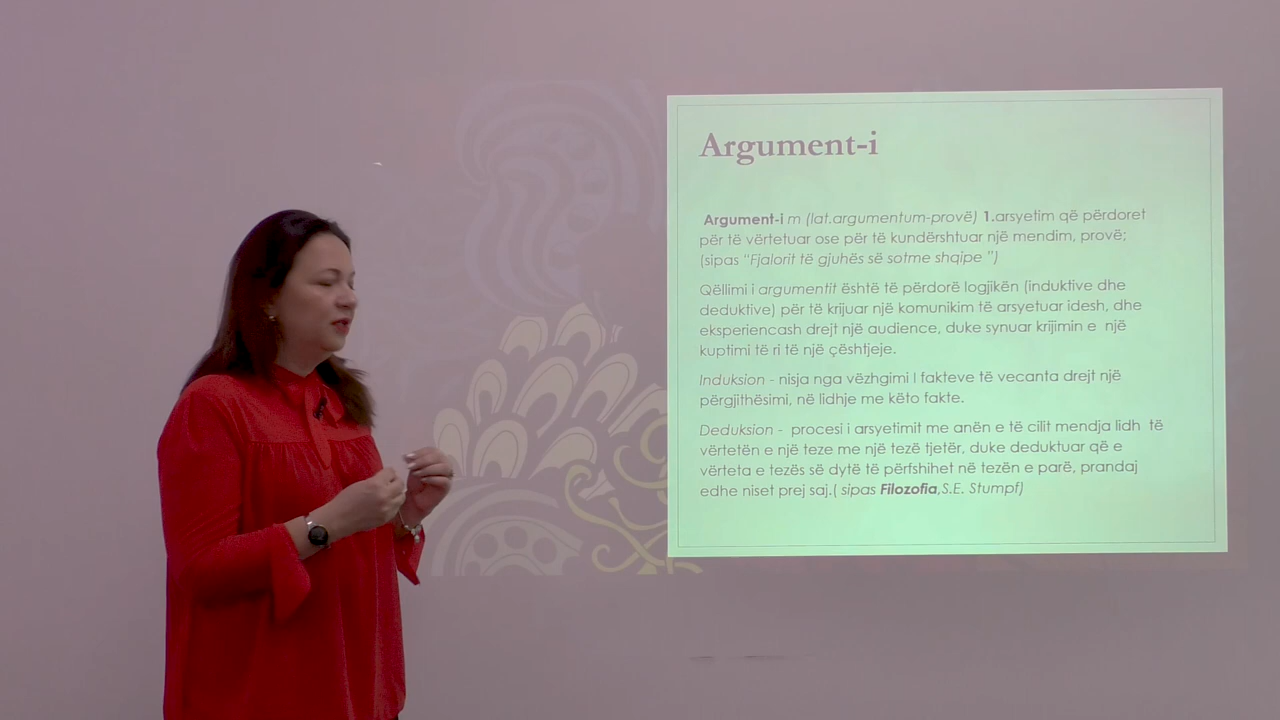 Argument-i
Argument-i m (lat.argumentum-provë) 1.arsyetim që përdoret
për të vërtetuar ose për të kundërshtuar një mendim, provë;
(sipas "Fjalorit të gjuhës së sotme shqipe ")
Qëllimi i argumentit është të përdorë logjikën (induktive dhe
deduktive) për të krijuar një komunikim të arsyetuar idesh, dhe
eksperiencash drejt një audience, duke synuar krijimin e  një
kuptimi të ri të një çështjeje.
Induksion - nisja nga vëzhgimi I fakteve të vecanta drejt një
përgjithësimi, në lidhje me këto fakte.
Deduksion -  procesi i arsyetimit me anën e të cilit mendja lidh  të
vërtetën e një teze me një tezë tjetër, duke deduktuar që e
vërteta e tezës së dytë të përfshihet në tezën e parë, prandaj
edhe niset prej saj.( sipas Filozofia,S.E. Stumpf)